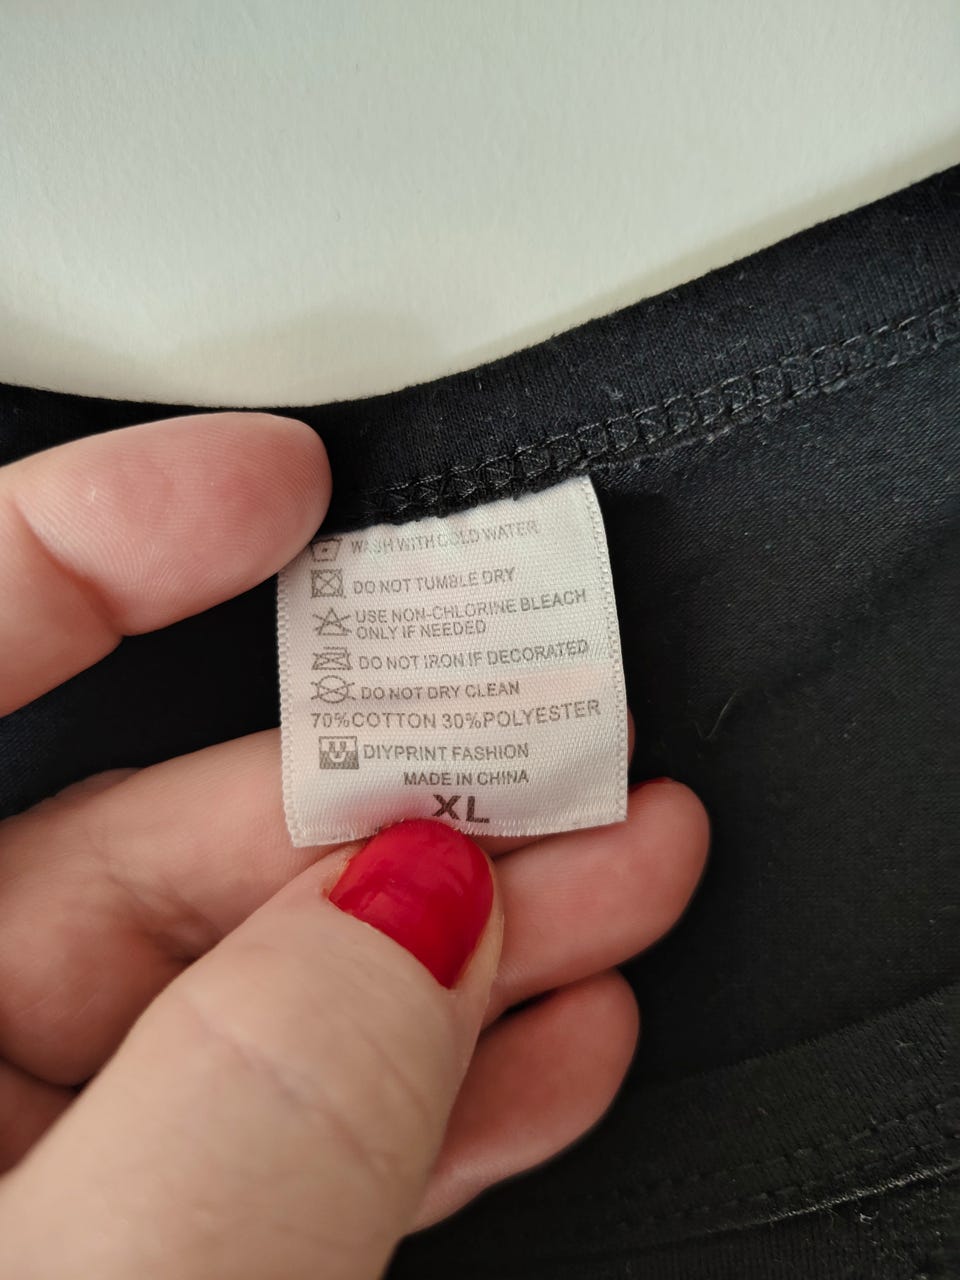 WASH WITH COLD WATER
DO NOT TUMBLE DRY
USE NON-CHLORINE BLEACH
ONLY IF NEEDED
DO NOT IRON IF DECORATED
DO NOT DRY CLEAN
70%COTTON 30%POLYESTER
U DIYPRINT FASHION
MADE IN CHINA
XL